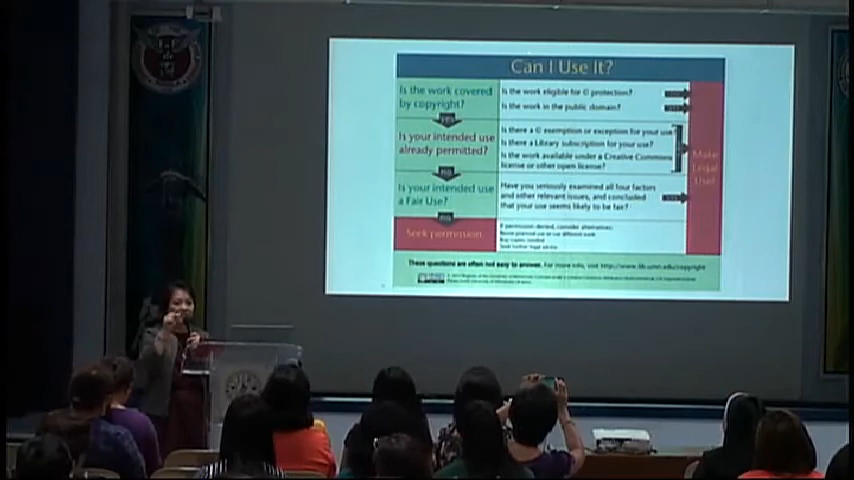 Can I Use It?
Is the work covered
by copyright?
Is the work eligible for © protection?
Is the work in the public domain?
YES
Is your intended use
already permitted?
Is there a © exemption or exception for your use?
Is there a Library subscription for your use?
Is the work available under a Creative Commons
license or other open license?
Make
Legal
Use!
NO
Is your intended use
a Fair Use?
Have you seriously examined all four factors
and other relevant issues, and concluded
that your use seems likely to be fair?
NO
Seek permission
If permission denied, consider alternatives:
These questions are often not easy to answer. For more info, visit http://www.lib.umn.edu/copyright